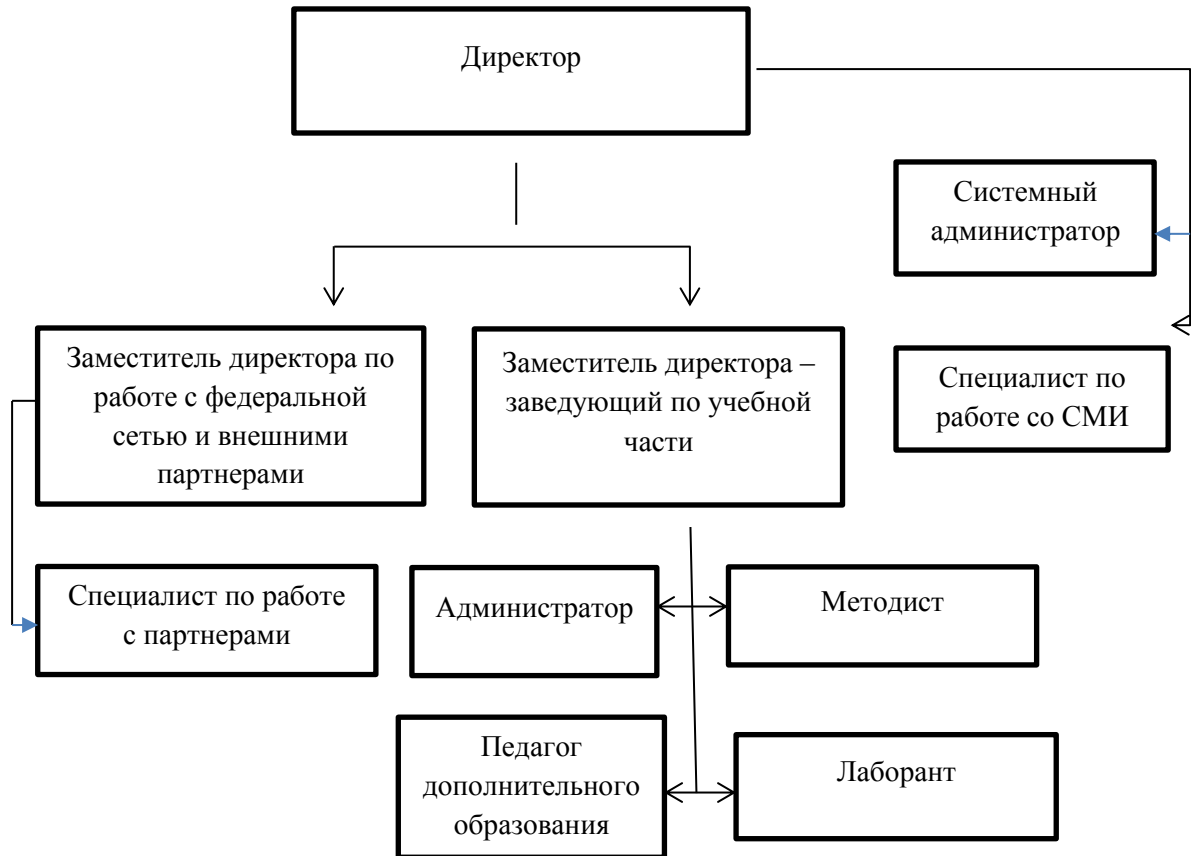 Директор
Системный
администратор
Заместитель директора по
работе с федеральной
сетью и внешними
партнерами
Заместитель директора –
заведующий по учебной
части
Специалист по
работе со СМИ
Специалист по работе
с партнерами
Администратор
Методист
Педагог
дополнительного
образования
Лаборант